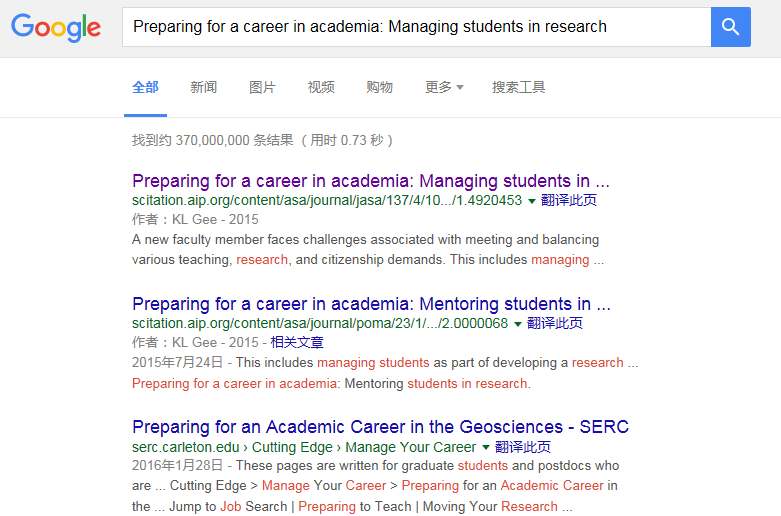 Google
Preparing for a career in academia: Managing students in research
全部 新闻 图片 视频 购物 更多 搜索工具
找到约 370,000,000 条结果 （用时 0.73 秒）
Preparing for a career in academia: Managing students in ...
scitation.aip.org/content/asa/journal/jasa/137/4/10.../1.4920453 翻译此页
作者：KL Gee - 2015
A new faculty member faces challenges associated with meeting and balancing
various teaching, research, and citizenship demands. This includes managing ...
Preparing for a career in academia: Mentoring students in ...
scitation.aip.org/content/asa/journal/poma/23/1/.../2.0000068 翻译此页
作者：KL Gee - 2015 - 相关文章
2015年7月24日 - This includes managing students as part of developing a research ...
Preparing for a career in academia: Mentoring students in research.
Preparing for an Academic Career in the Geosciences - SERC
serc.carleton.edu › Cutting Edge › Manage Your Career 翻译此页
2016年1月28日 - These pages are written for graduate students and postdocs who
are ... Cutting Edge > Manage Your Career > Preparing for an Academic Career in
the ... Jump to Job Search | Preparing to Teach | Moving Your Research ...